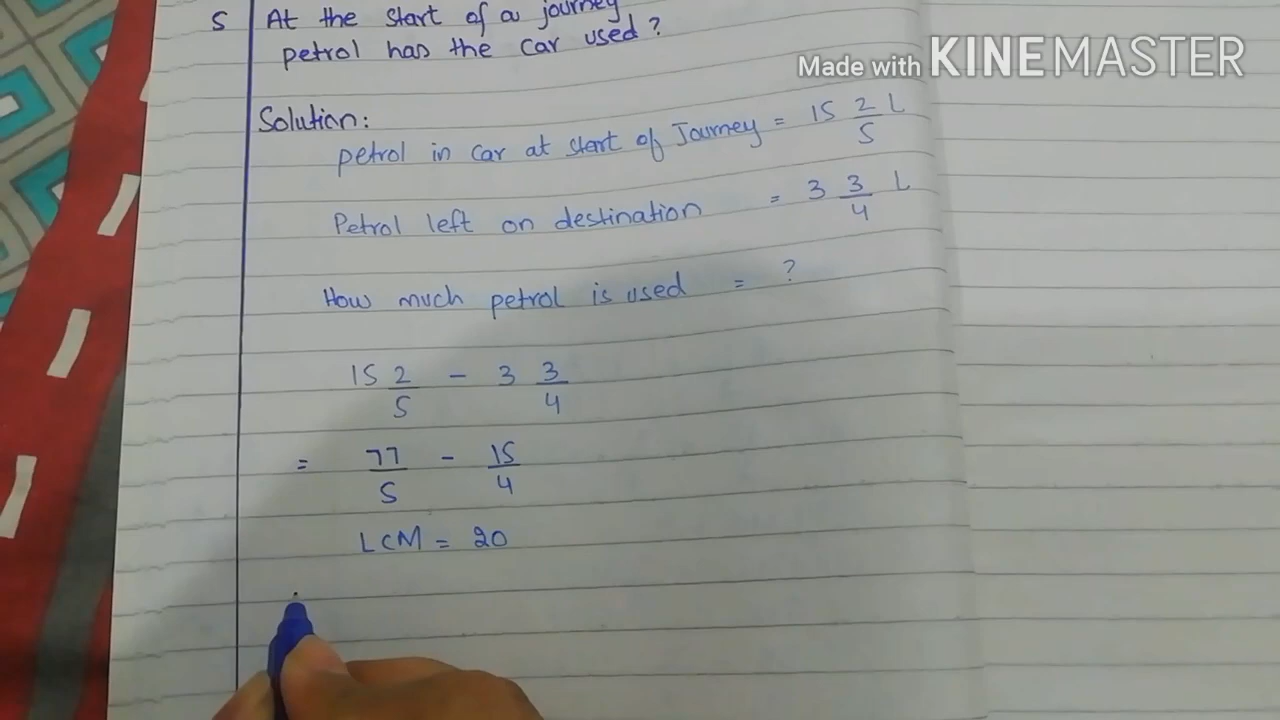 5 At the start of a journey
petrol has the car used?
Made with KINEMASTER
Solution:
petrol in car at start of Journey = 15 2/5 L
Petrol left on destination = 3 3/4 L
How much petrol is used = ?
15 2/5 - 3 3/4
= 77/5 - 15/4
LCM = 20